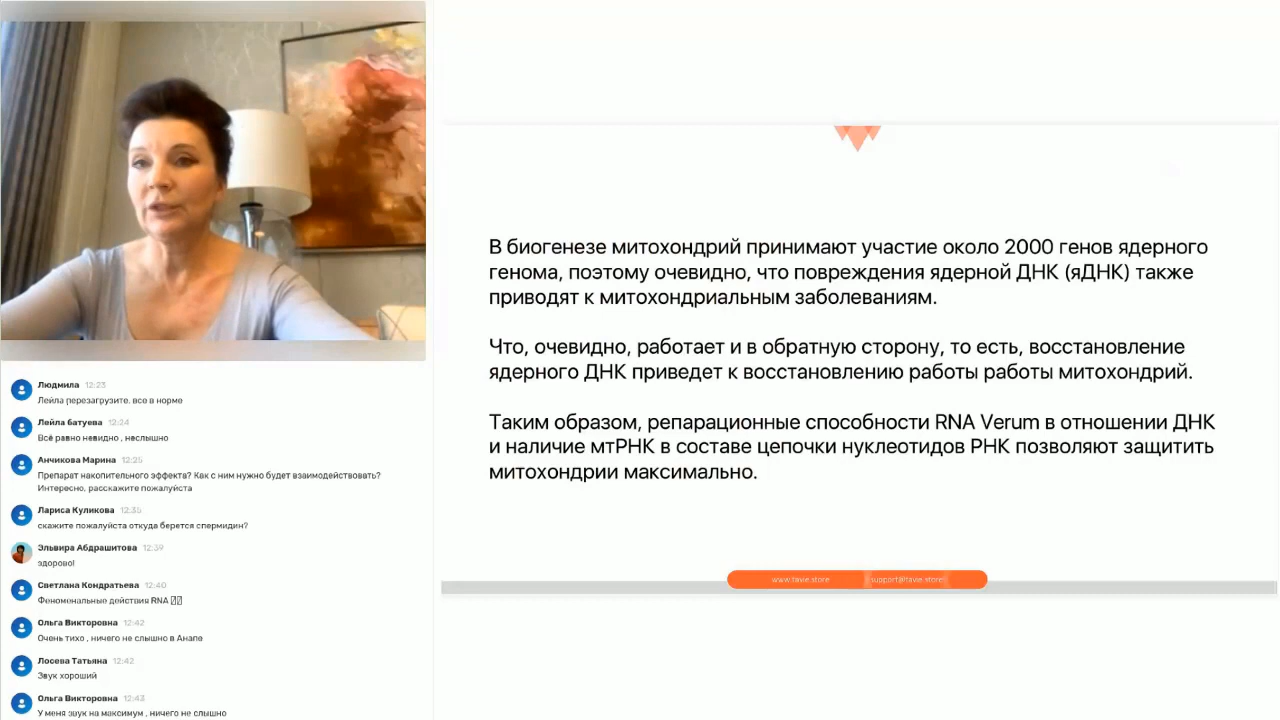 Людмила 12:23
Лейла перезагрузите, все в норме
Лейла батуева 12:24
Всё равно невидно , неслышно
Анчикова Марина 12:25
Препарат накопительного эффекта? Как с ним нужно будет взаимодействовать?
Интересно, расскажите пожалуйста
Лариса Куликова 12:35
скажите пожалуйста откуда берется спермидин?
Эльвира Абдрашитова 12:39
здорово!
Светлана Кондратьева 12:40
Феноменальные действия RNA
Ольга Викторовна 12:42
Очень тихо , ничего не слышно в Анапе
Лосева Татьяна 12:42
Звук хороший
Ольга Викторовна 12:43
У меня звук на максимум , ничего не слышно
В биогенезе митохондрий принимают участие около 2000 генов ядерного
генома, поэтому очевидно, что повреждения ядерной ДНК (яДНК) также
приводят к митохондриальным заболеваниям.
Что, очевидно, работает и в обратную сторону, то есть, восстановление
ядерного ДНК приведет к восстановлению работы работы митохондрий.
Таким образом, репарационные способности RNA Verum в отношении ДНК
и наличие мтРНК в составе цепочки нуклеотидов РНК позволяют защитить
митохондрии максимально.
www.tavie.store support@tavie.store